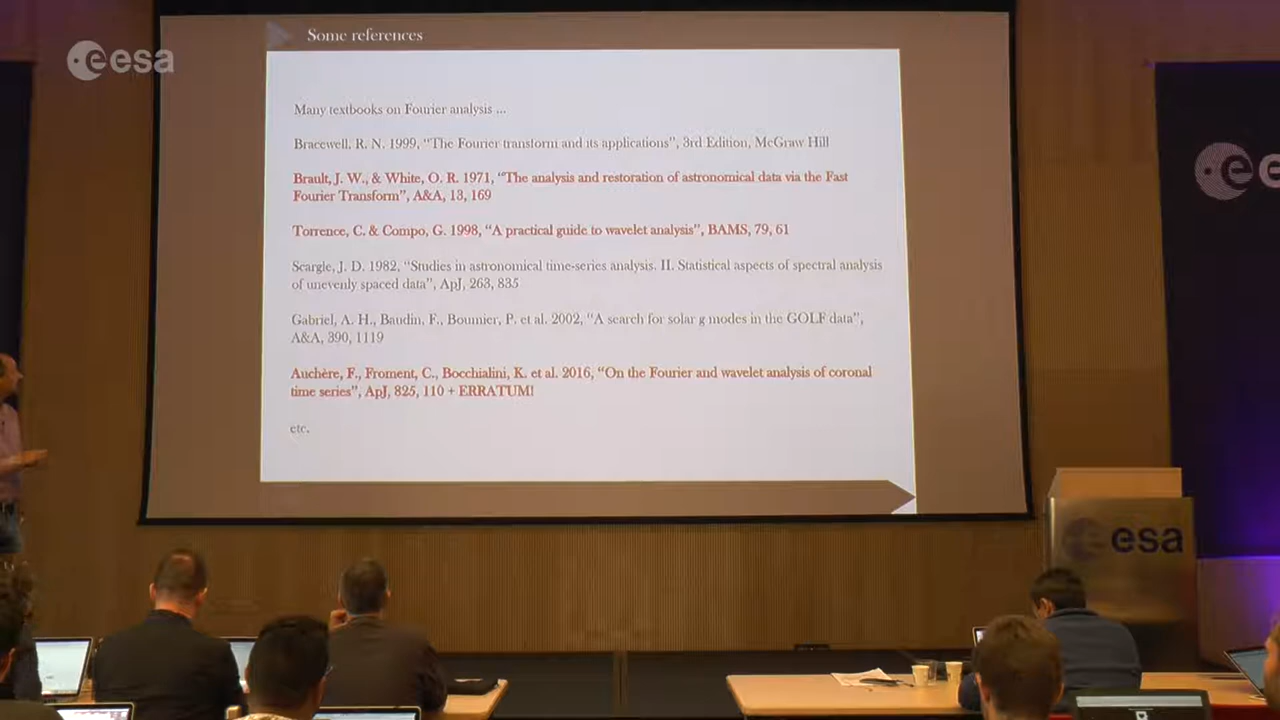 esa
Some references
Many textbooks on Fourier analysis ...
Bracewell, R. N. 1999, “The Fourier transform and its applications”, 3rd Edition, McGraw Hill
Brault, J. W., & White, O. R. 1971, “The analysis and restoration of astronomical data via the Fast
Fourier Transform”, A&A, 13, 169
Torrence, C. & Compo, G. 1998, “A practical guide to wavelet analysis”, BAMS, 79, 61
Scargle, J. D. 1982, “Studies in astronomical time-series analysis. II. Statistical aspects of spectral analysis
of unevenly spaced data”, ApJ, 263, 835
Gabriel, A. H., Baudin, F., Boumier, P. et al. 2002, “A search for solar g modes in the GOLF data”,
A&A, 390, 1119
Auchère, F., Froment, C., Bocchialini, K. et al. 2016, “On the Fourier and wavelet analysis of coronal
time series”, ApJ, 825, 110 + ERRATUM!
etc.
e
esa